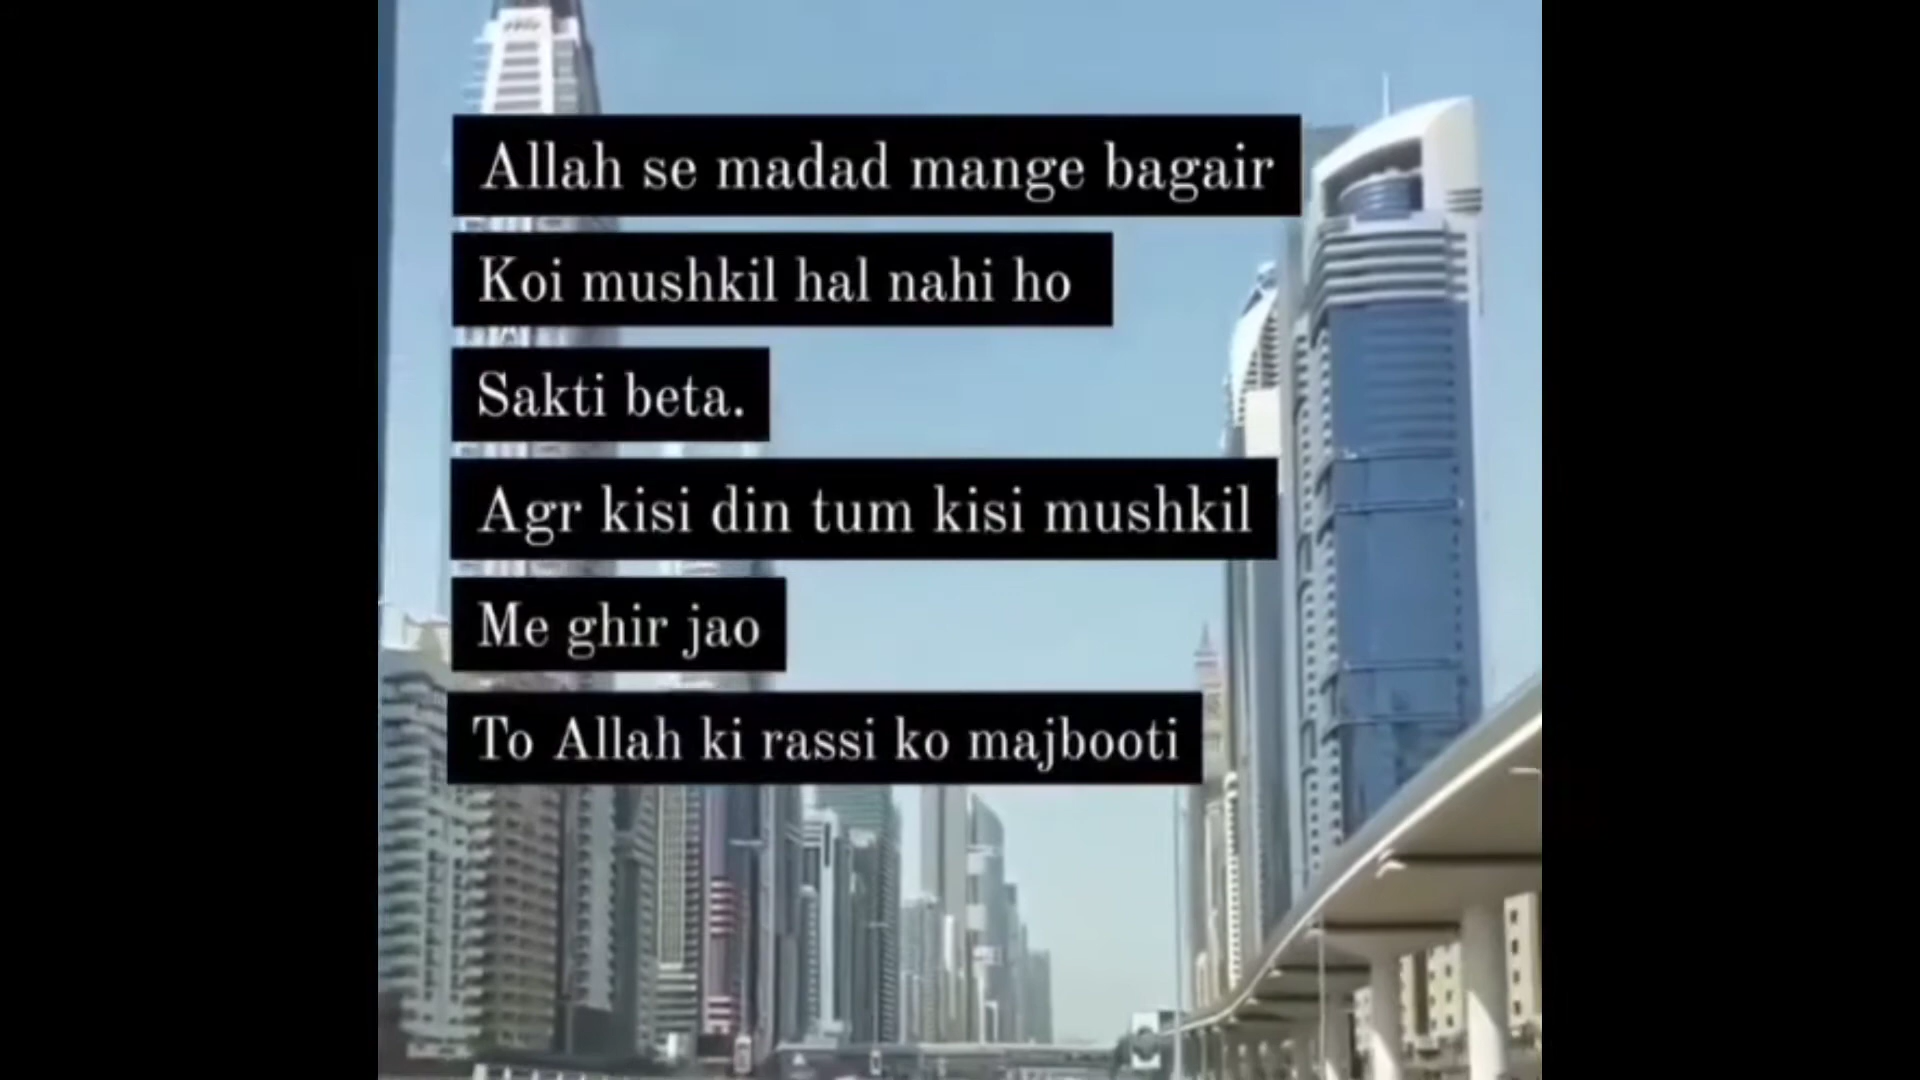 Allah se madad mange bagair
Koi mushkil hal nahi ho
Sakti beta.
Agr kisi din tum kisi mushkil
Me ghir jao
To Allah ki rassi ko majbooti